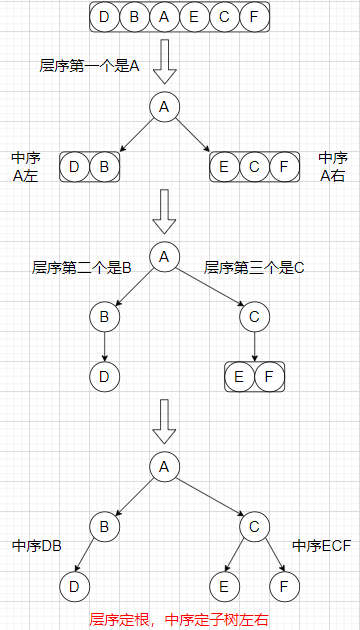 D B A E C F
层序第一个是A
A
中序
A左
D B
E C F
中序
A右
A
层序第二个是B
层序第三个是C
B
C
D
E F
A
B
C
中序DB
中序ECF
D
E
F
层序定根，中序定子树左右